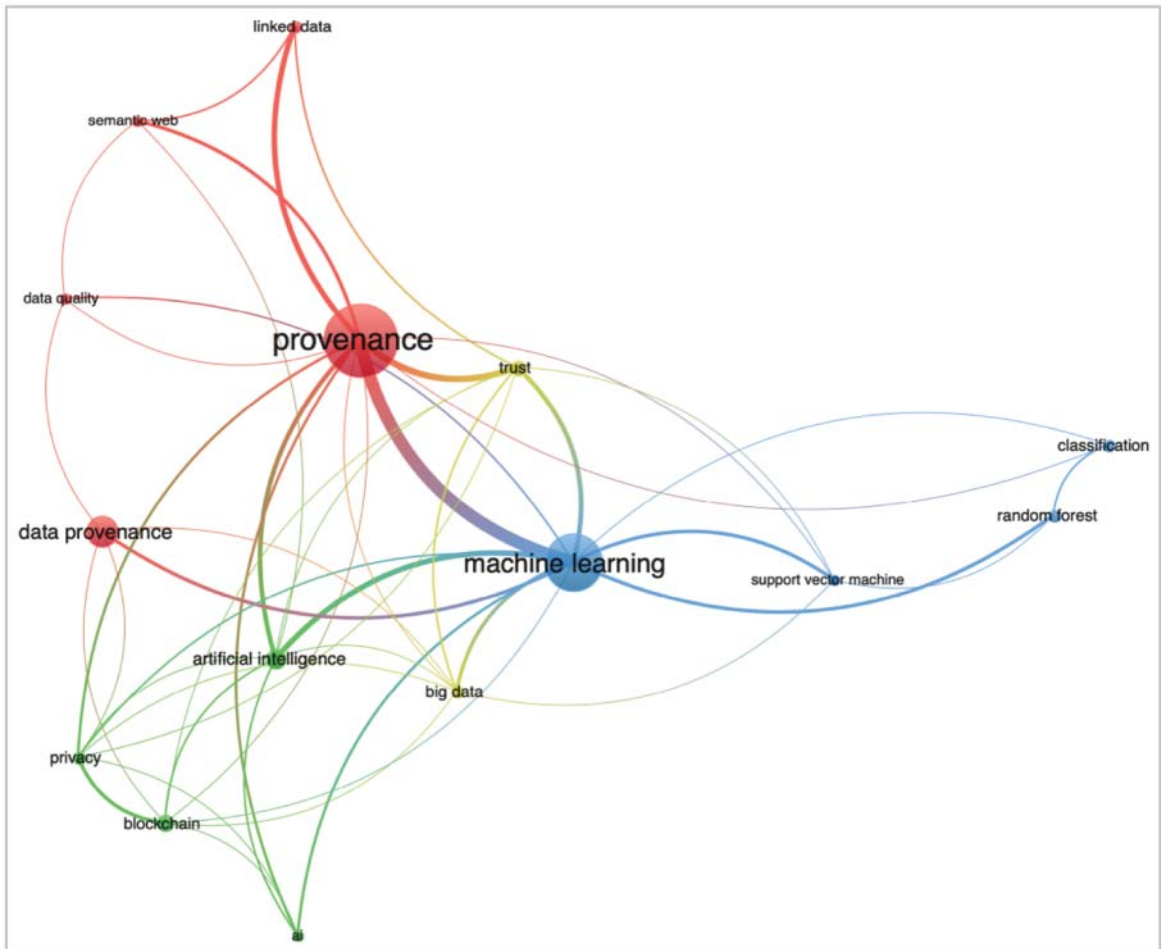 linked data
semantic web
data quality
provenance
trust
classification
random forest
data provenance
machine learning
support vector machine
artificial intelligence
big data
privacy
blockchain
ai